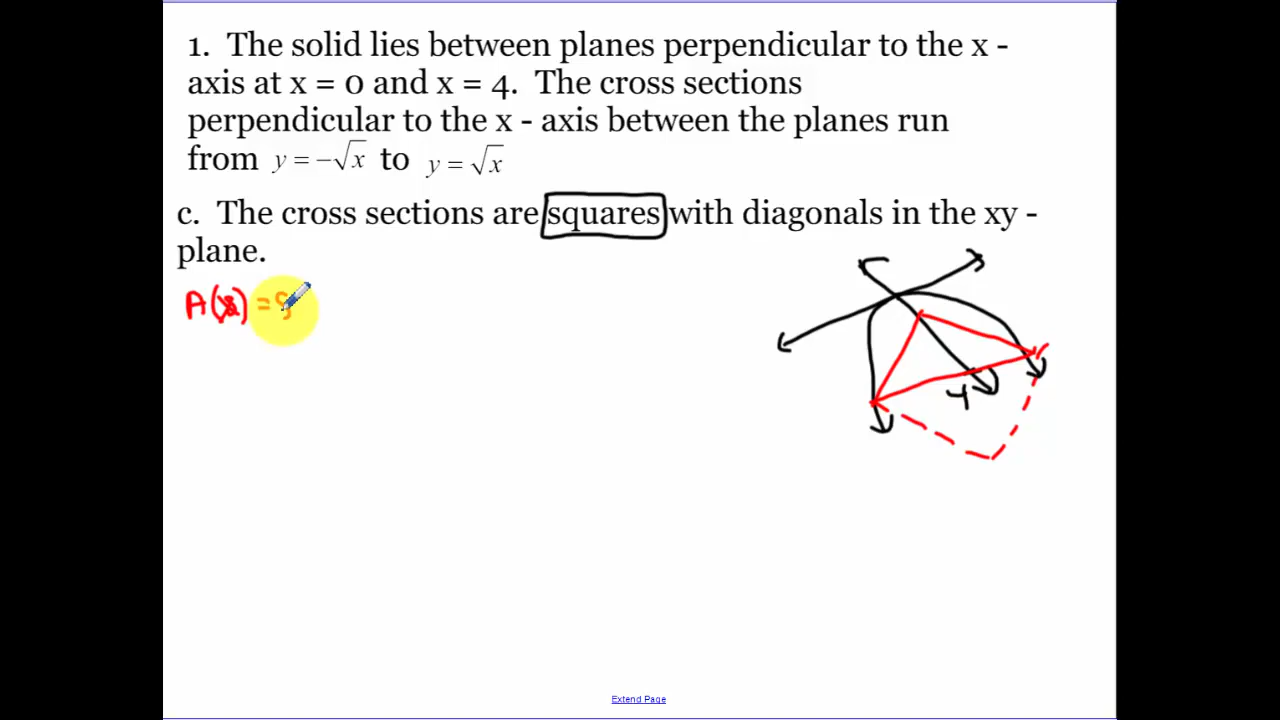 1. The solid lies between planes perpendicular to the x -
axis at x = 0 and x = 4. The cross sections
perpendicular to the x - axis between the planes run
from y = −√x to y = √x
c. The cross sections are squares with diagonals in the xy -
plane.
A(s) = s
4
Extend Page